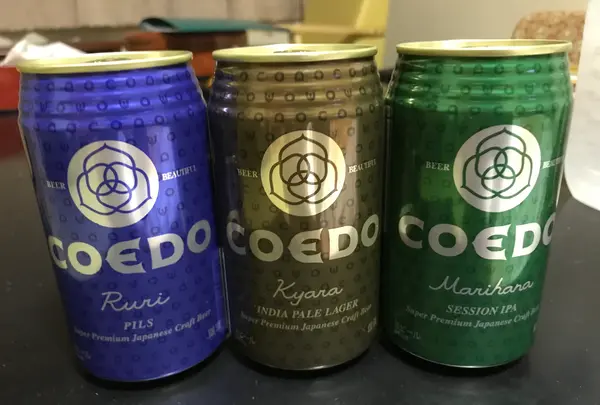 BEER BEAUTIFUL
COEDO
Ruri
PILS
Super Premium Japanese Craft Beer
BEER BEAUTIFUL
COEDO
Kyara
INDIA PALE LAGER
Super Premium Japanese Craft Beer
BEER BEAUTIFUL
COEDO
Marihana
SESSION IPA
Super Premium Japanese Craft Beer